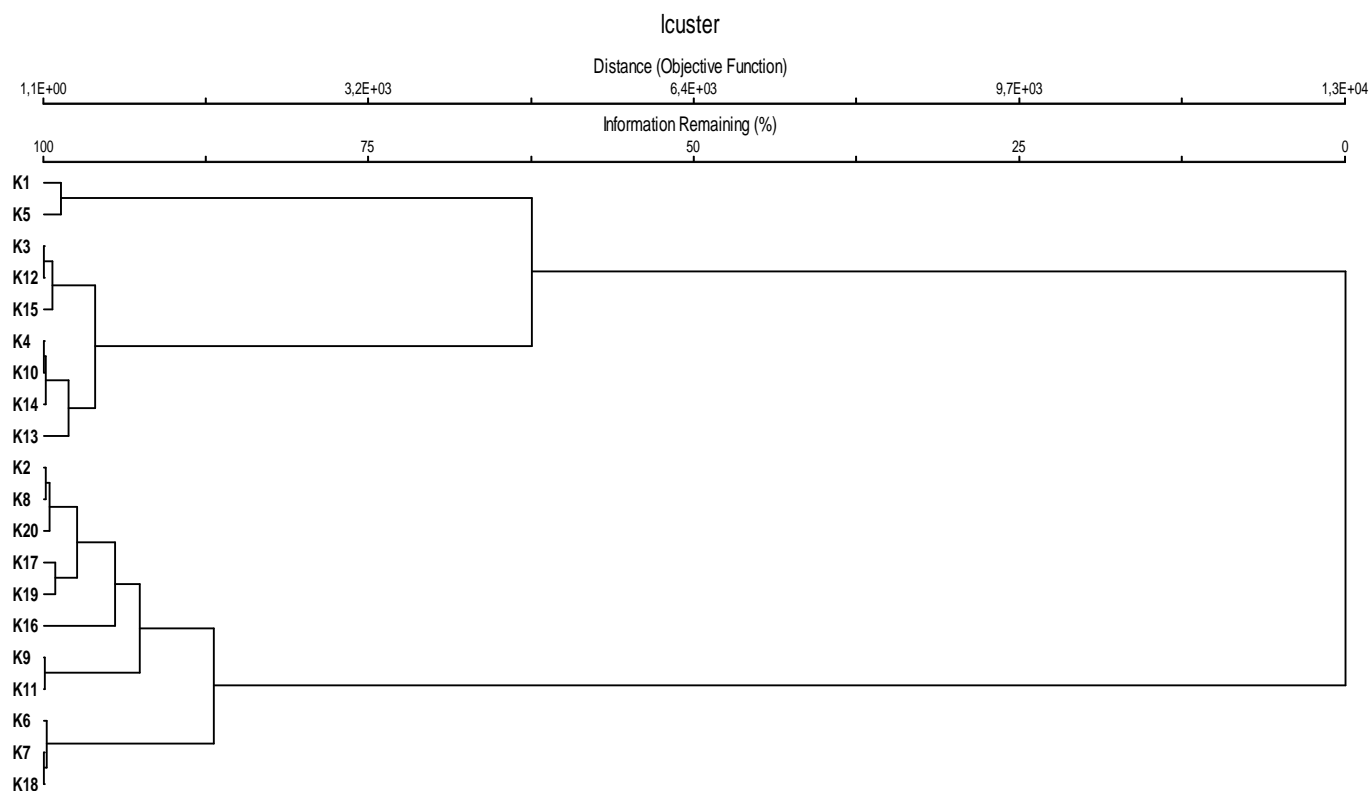 Icuster
Distance (Objective Function)
1,1E+00 3,2E+03 6,4E+03 9,7E+03 1,3E+04
Information Remaining (%)
100 75 50 25 0
K1
K5
K3
K12
K15
K4
K10
K14
K13
K2
K8
K20
K17
K19
K16
K9
K11
K6
K7
K18